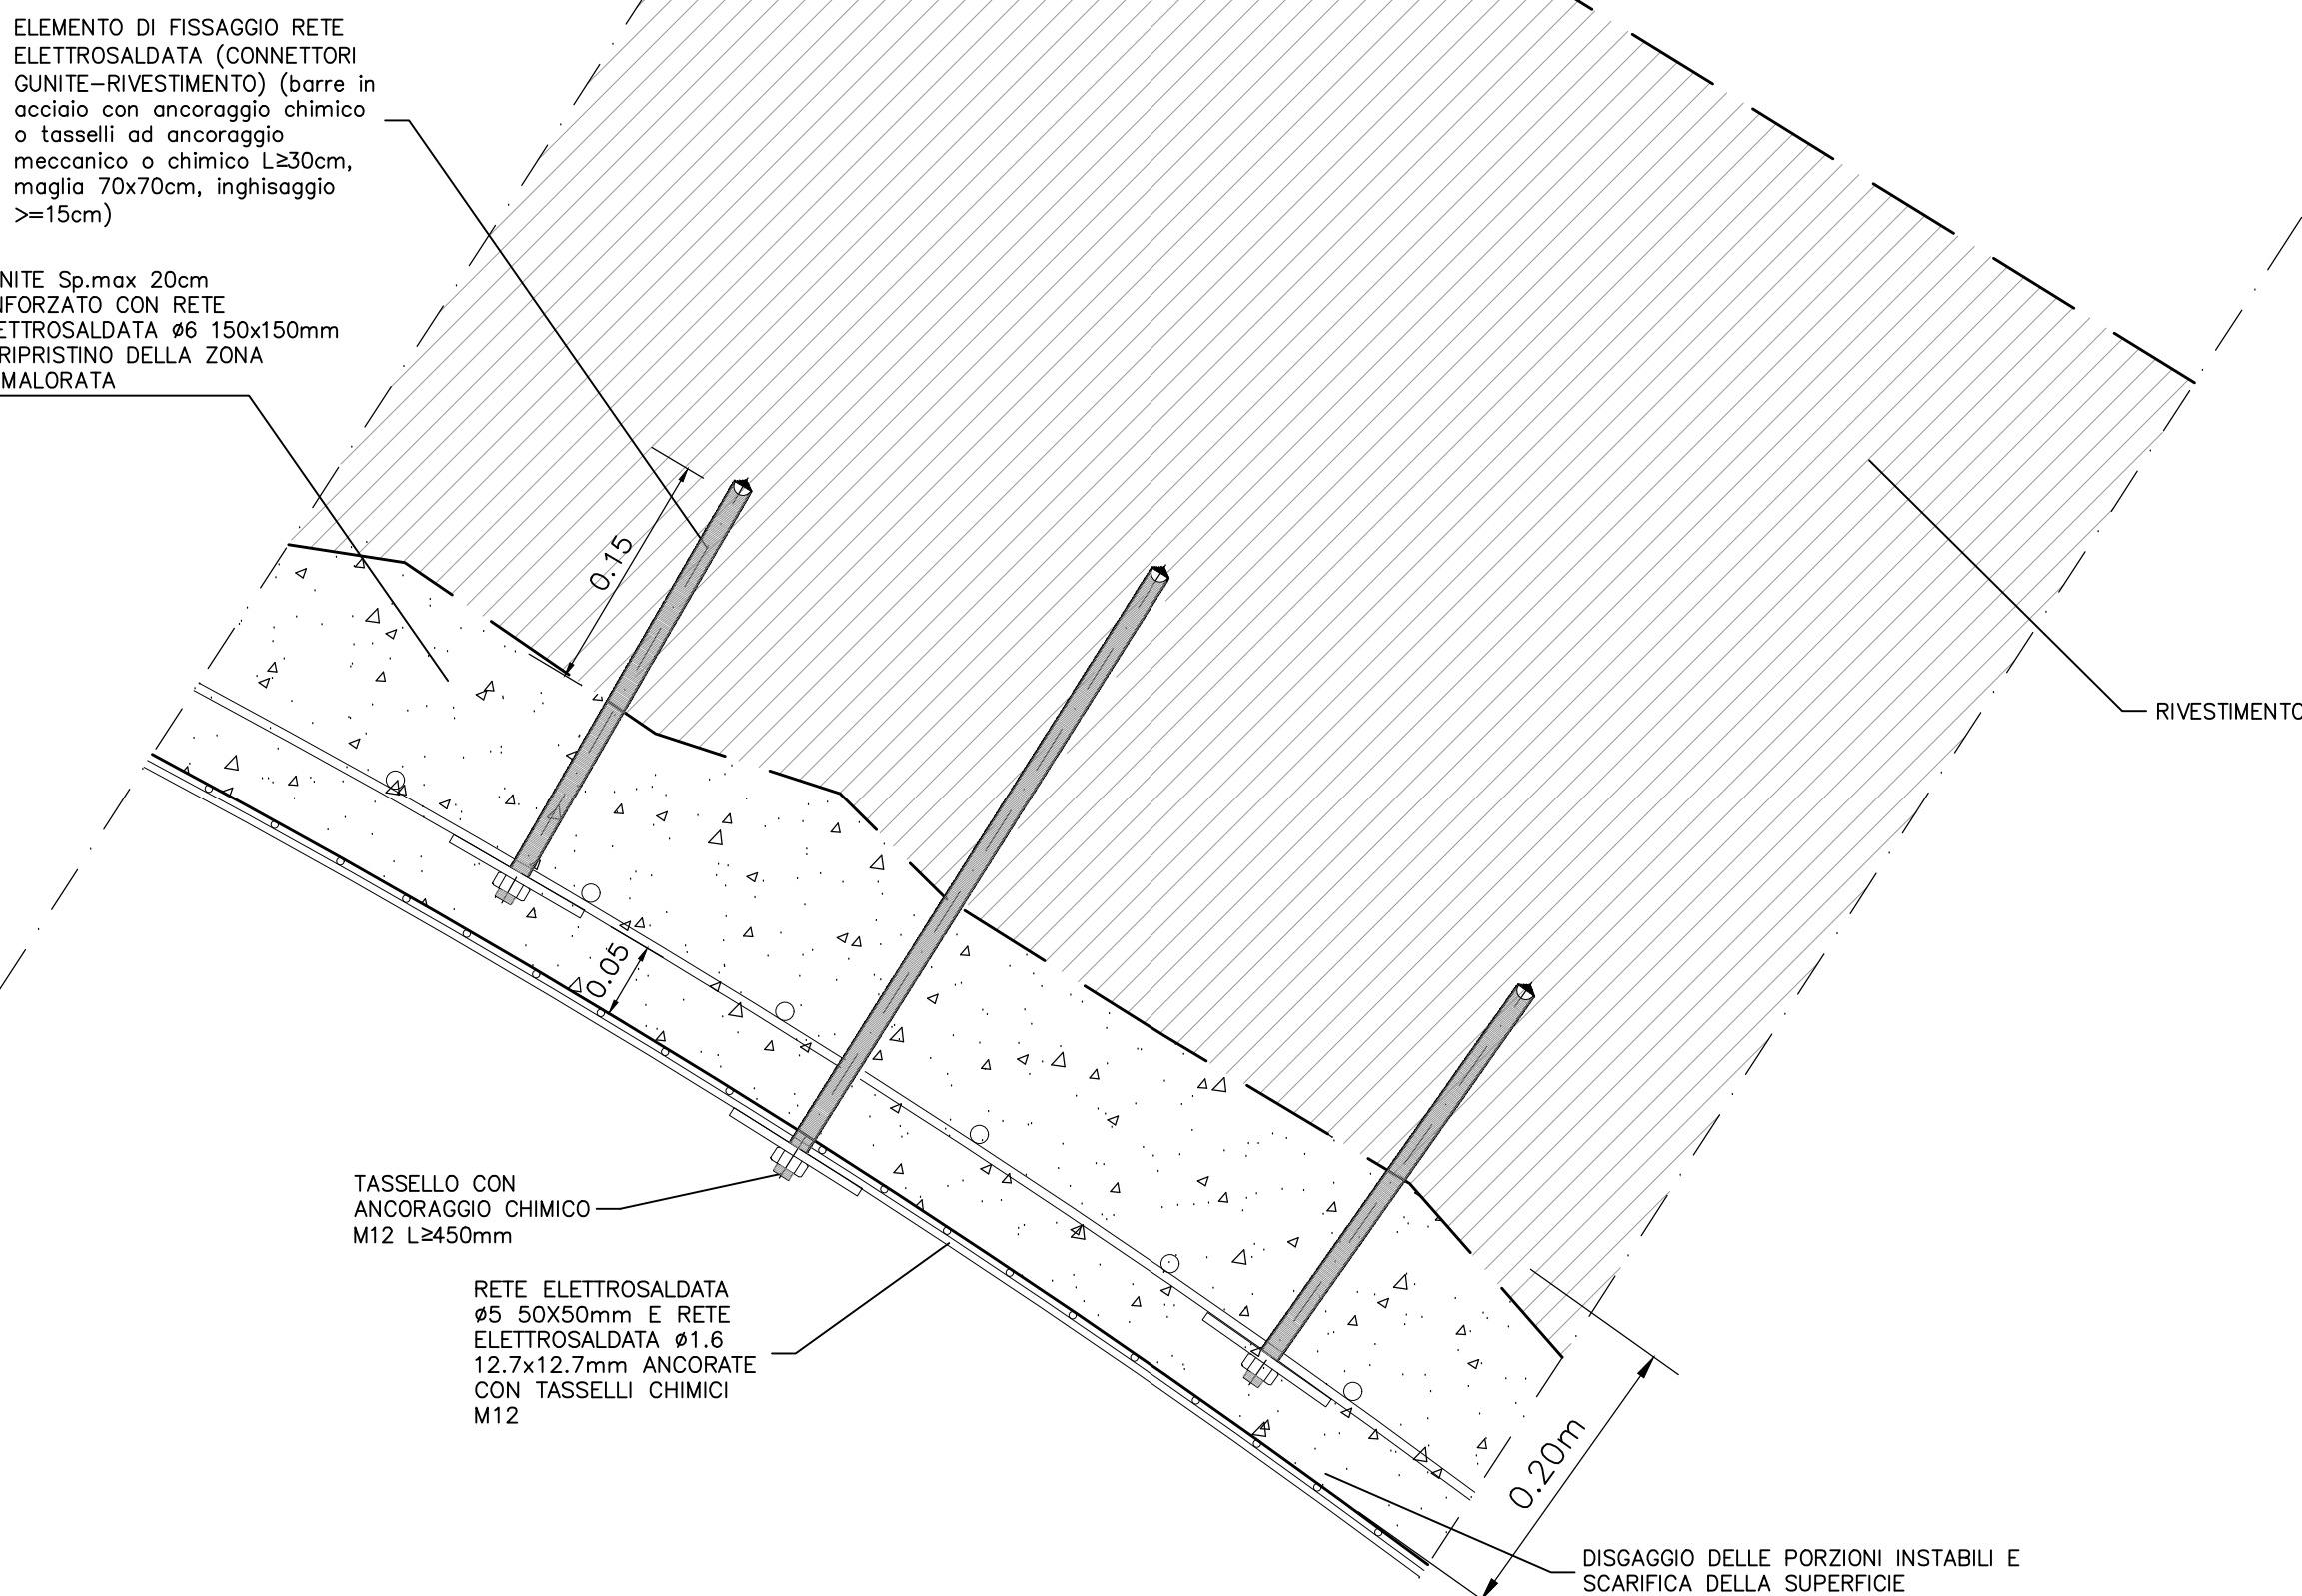 ELEMENTO DI FISSAGGIO RETE
ELETTROSALDATA (CONNETTORI
GUNITE-RIVESTIMENTO) (barre in
acciaio con ancoraggio chimico
o tasselli ad ancoraggio
meccanico o chimico L≥30cm,
maglia 70x70cm, inghisaggio
>=15cm)
NITE Sp.max 20cm
NFORZATO CON RETE
ETTROSALDATA ø6 150x150mm
RIPRISTINO DELLA ZONA
MALORATA
0.15
RIVESTIMENTO
0.05
TASSELLO CON
ANCORAGGIO CHIMICO
M12 L≥450mm
RETE ELETTROSALDATA
ø5 50X50mm E RETE
ELETTROSALDATA ø1.6
12.7x12.7mm ANCORATE
CON TASSELLI CHIMICI
M12
0.20m
DISGAGGIO DELLE PORZIONI INSTABILI E
SCARIFICA DELLA SUPERFICIE